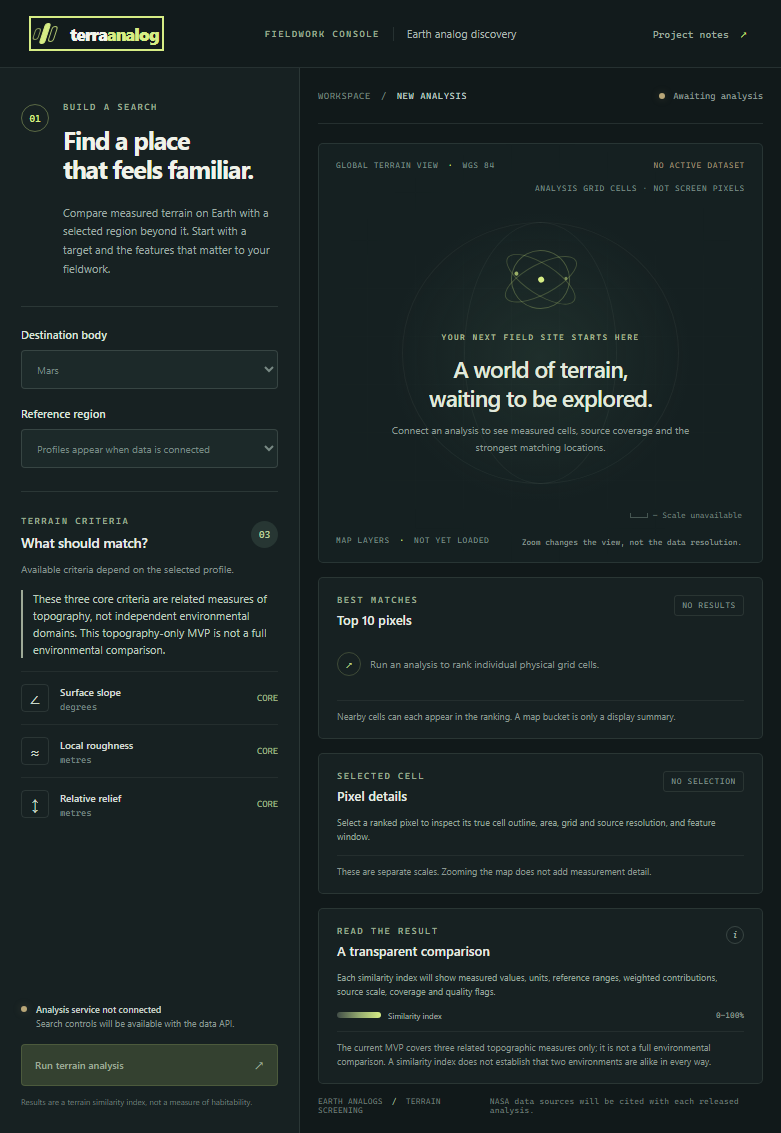 terraanalog
FIELDWORK CONSOLE
Earth analog discovery
Project notes ↗
01
BUILD A SEARCH
Find a place
that feels familiar.
Compare measured terrain on Earth with a
selected region beyond it. Start with a
target and the features that matter to your
fieldwork.
Destination body
Mars
Reference region
Profiles appear when data is connected
TERRAIN CRITERIA
What should match?
03
Available criteria depend on the selected profile.
These three core criteria are related measures of
topography, not independent environmental
domains. This topography-only MVP is not a full
environmental comparison.
∠ Surface slope CORE
degrees
≈ Local roughness CORE
metres
↕ Relative relief CORE
metres
Analysis service not connected
Search controls will be available with the data API.
Run terrain analysis ↗
Results are a terrain similarity index, not a measure of habitability.
WORKSPACE / NEW ANALYSIS
Awaiting analysis
GLOBAL TERRAIN VIEW · WGS 84
NO ACTIVE DATASET
ANALYSIS GRID CELLS · NOT SCREEN PIXELS
YOUR NEXT FIELD SITE STARTS HERE
A world of terrain,
waiting to be explored.
Connect an analysis to see measured cells, source coverage and the
strongest matching locations.
— Scale unavailable
MAP LAYERS · NOT YET LOADED
Zoom changes the view, not the data resolution.
BEST MATCHES
Top 10 pixels
NO RESULTS
↗ Run an analysis to rank individual physical grid cells.
Nearby cells can each appear in the ranking. A map bucket is only a display summary.
SELECTED CELL
Pixel details
NO SELECTION
Select a ranked pixel to inspect its true cell outline, area, grid and source resolution, and feature
window.
These are separate scales. Zooming the map does not add measurement detail.
READ THE RESULT
A transparent comparison
i
Each similarity index will show measured values, units, reference ranges, weighted contributions,
source scale, coverage and quality flags.
Similarity index 0–100%
The current MVP covers three related topographic measures only; it is not a full environmental
comparison. A similarity index does not establish that two environments are alike in every way.
EARTH ANALOGS / TERRAIN
SCREENING
NASA data sources will be cited with each released
analysis.